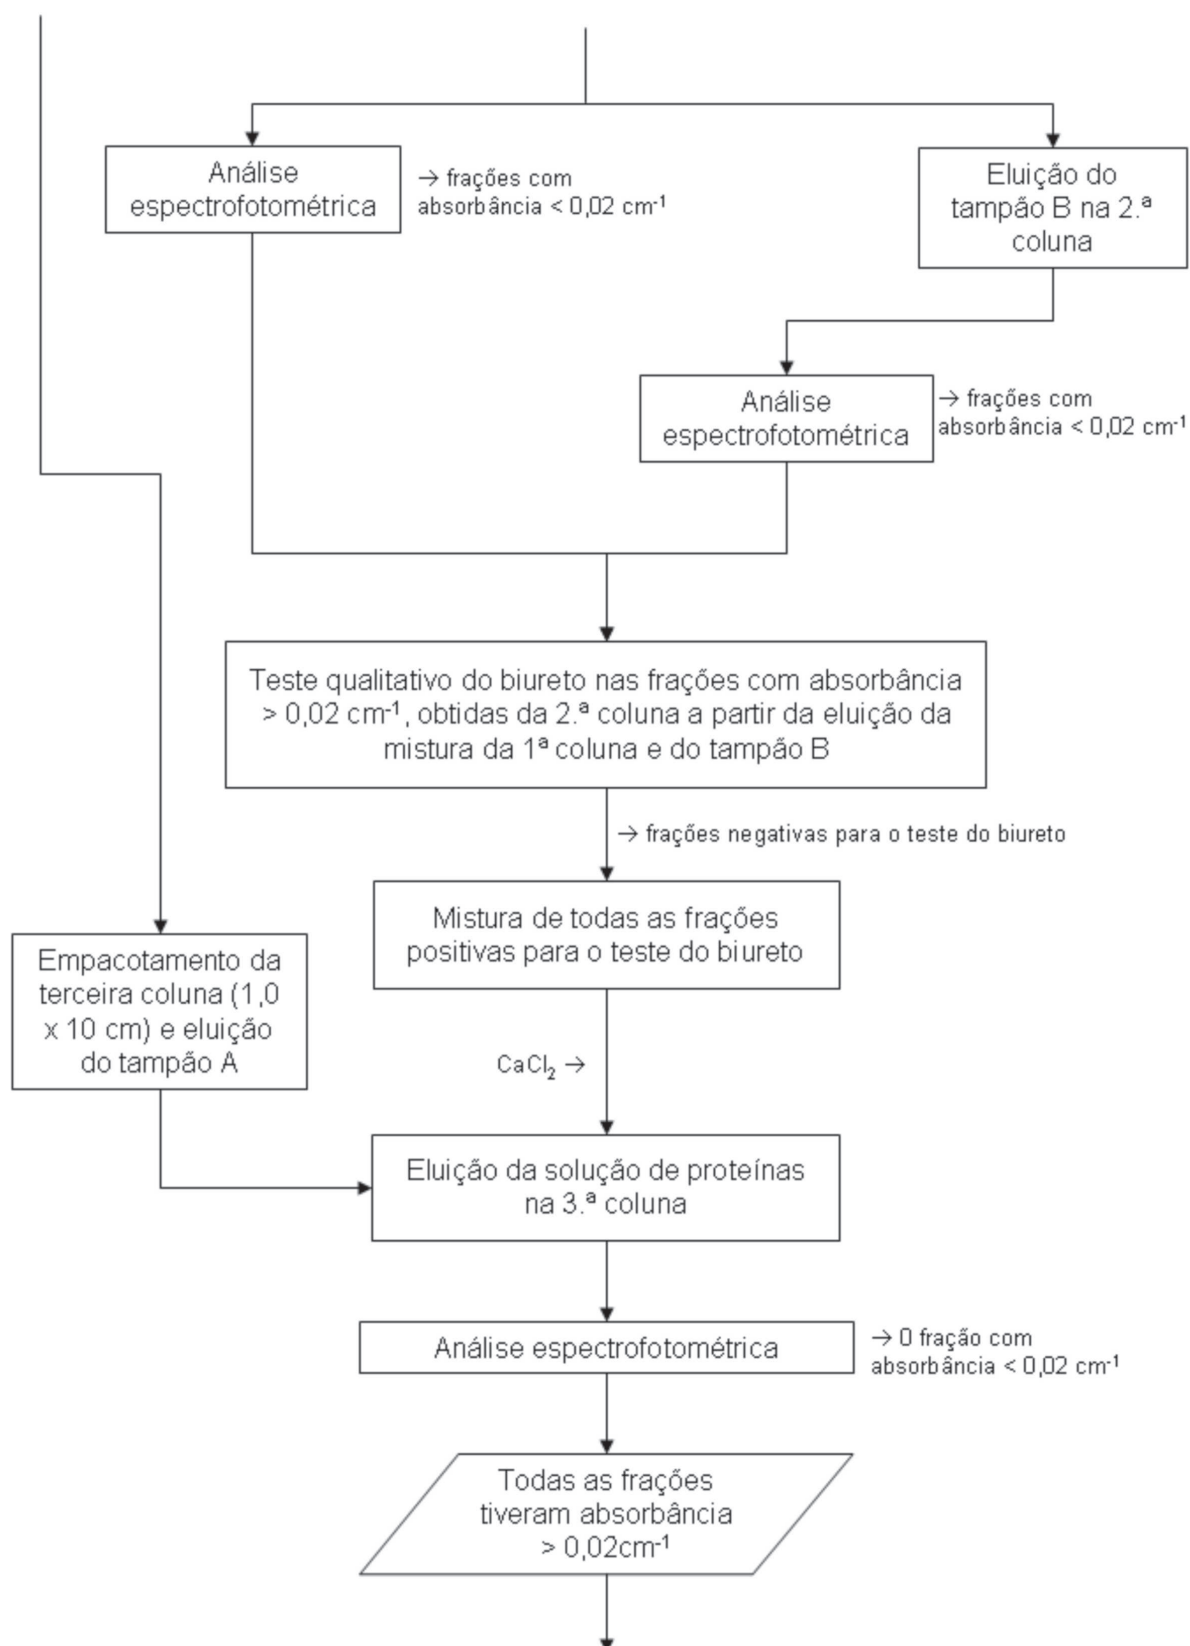 Análise
espectrofotométrica
→ frações com
absorbância < 0,02 cm⁻¹
Eluição do
tampão B na 2.ª
coluna
Análise
espectrofotométrica
→ frações com
absorbância < 0,02 cm⁻¹
Teste qualitativo do biureto nas frações com absorbância
> 0,02 cm⁻¹, obtidas da 2.ª coluna a partir da eluição da
mistura da 1ª coluna e do tampão B
→ frações negativas para o teste do biureto
Mistura de todas as frações
positivas para o teste do biureto
Empacotamento da
terceira coluna (1,0
x 10 cm) e eluição
do tampão A
CaCl₂ →
Eluição da solução de proteínas
na 3.ª coluna
Análise espectrofotométrica
→ 0 fração com
absorbância < 0,02 cm⁻¹
Todas as frações
tiveram absorbância
> 0,02cm⁻¹